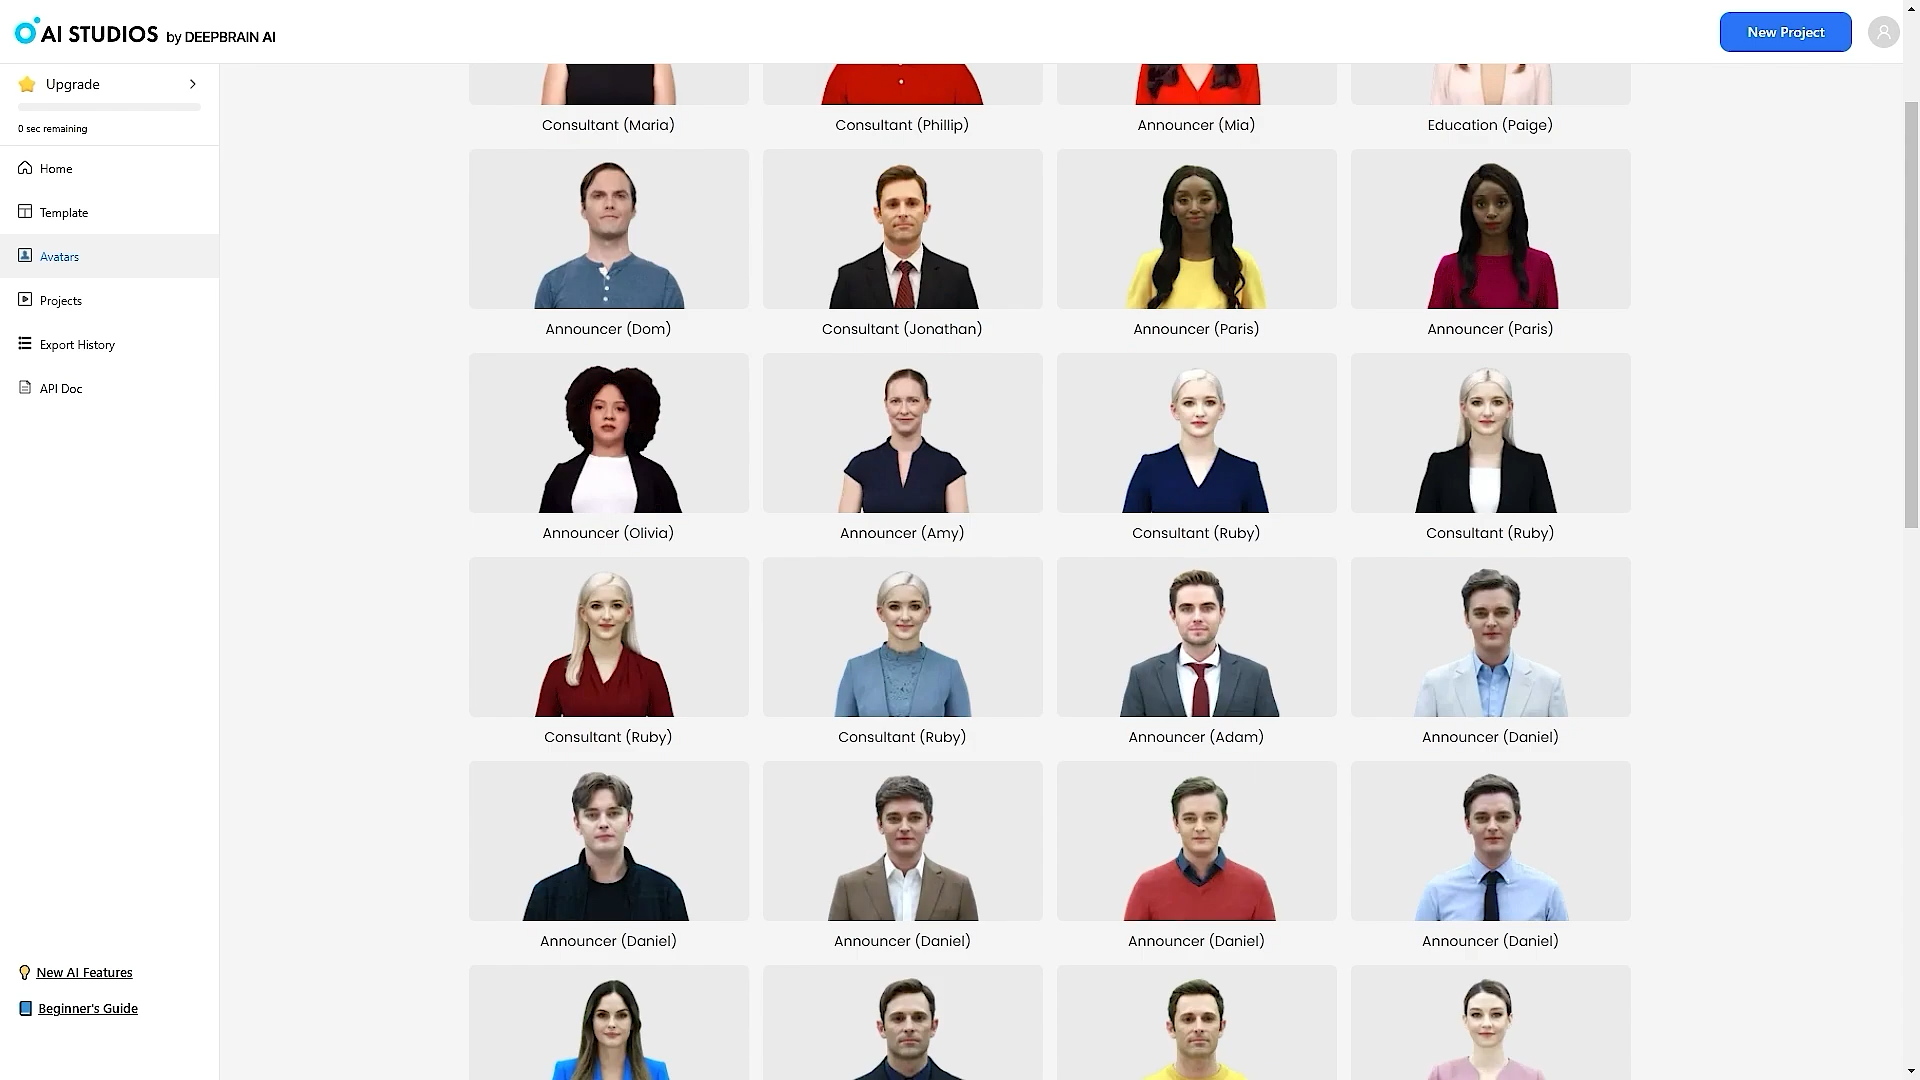 AI STUDIOS by DEEPBRAIN AI
New Project
Upgrade
0 sec remaining
Home
Template
Avatars
Projects
Export History
API Doc
New AI Features
Beginner's Guide
Consultant (Maria)
Consultant (Phillip)
Announcer (Mia)
Education (Paige)
Announcer (Dom)
Consultant (Jonathan)
Announcer (Paris)
Announcer (Paris)
Announcer (Olivia)
Announcer (Amy)
Consultant (Ruby)
Consultant (Ruby)
Consultant (Ruby)
Consultant (Ruby)
Announcer (Adam)
Announcer (Daniel)
Announcer (Daniel)
Announcer (Daniel)
Announcer (Daniel)
Announcer (Daniel)